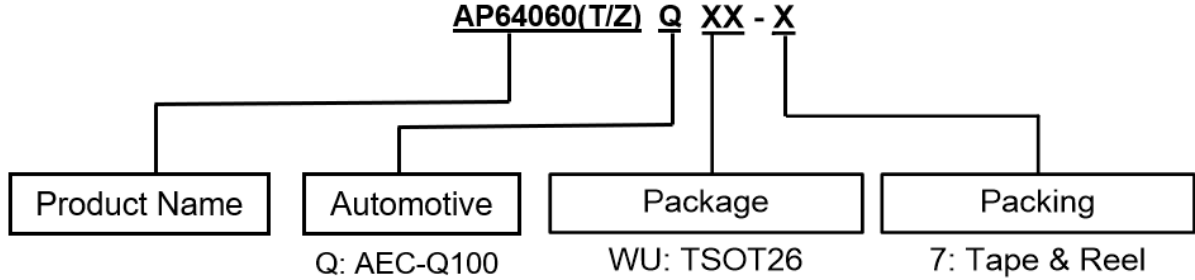 AP64060(T/Z) Q XX - X
Product Name Automotive Package Packing
Q: AEC-Q100 WU: TSOT26 7: Tape & Reel